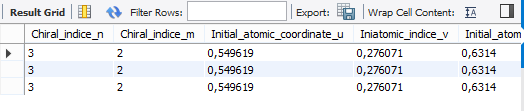 Result Grid Filter Rows: Export: Wrap Cell Content:
Chiral_indice_n Chiral_indice_m Initial_atomic_coordinate_u Iniatomic_indice_v Initial_atom
3 2 0,549619 0,276071 0,6314
3 2 0,549619 0,276071 0,6314
3 2 0,549619 0,276071 0,6314